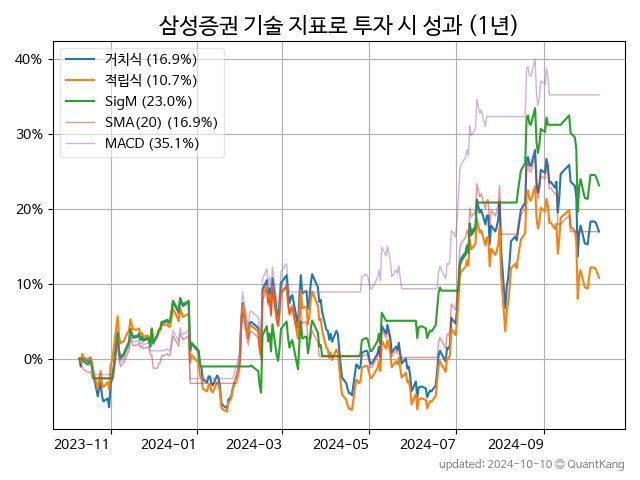 삼성증권 기술 지표로 투자 시 성과 (1년)
거치식 (16.9%)
적립식 (10.7%)
SigM (23.0%)
SMA(20) (16.9%)
MACD (35.1%)
40%
30%
20%
10%
0%
2023-11 2024-01 2024-03 2024-05 2024-07 2024-09
updated: 2024-10-10 © QuantKang